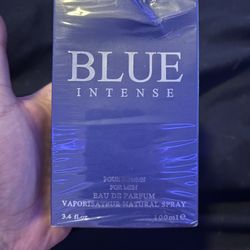 BLUE
INTENSE
POUR HOMME
FOR MEN
EAU DE PARFUM
VAPORISATEUR NATURAL SPRAY
3.4 fl.oz. 100ml e